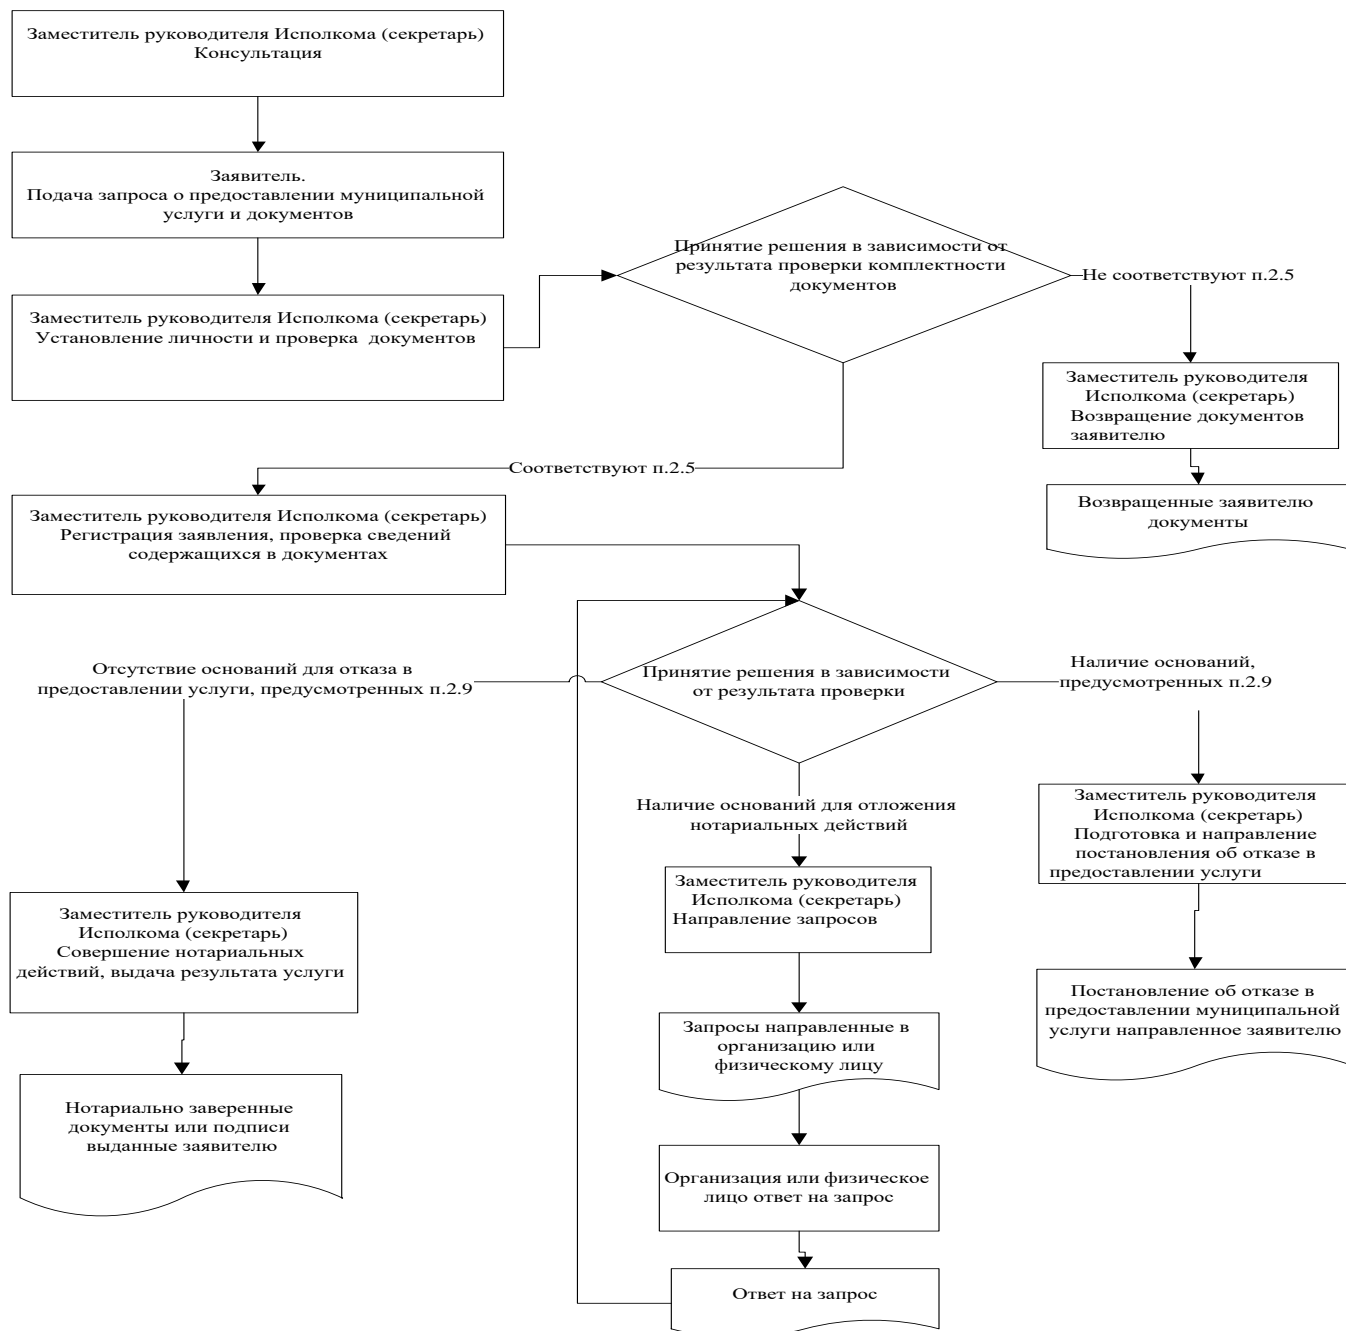 Заместитель руководителя Исполкома (секретарь)
Консультация
Заявитель.
Подача запроса о предоставлении муниципальной
услуги и документов
Заместитель руководителя Исполкома (секретарь)
Установление личности и проверка документов
Принятие решения в зависимости от
результата проверки комплектности
документов
Не соответствуют п.2.5
Заместитель руководителя
Исполкома (секретарь)
Возвращение документов
заявителю
Возвращенные заявителю
документы
Соответствуют п.2.5
Заместитель руководителя Исполкома (секретарь)
Регистрация заявления, проверка сведений
содержащихся в документах
Принятие решения в зависимости
от результата проверки
Отсутствие оснований для отказа в
предоставлении услуги, предусмотренных п.2.9
Наличие оснований,
предусмотренных п.2.9
Наличие оснований для отложения
нотариальных действий
Заместитель руководителя
Исполкома (секретарь)
Подготовка и направление
постановления об отказе в
предоставлении услуги
Заместитель руководителя
Исполкома (секретарь)
Направление запросов
Заместитель руководителя
Исполкома (секретарь)
Совершение нотариальных
действий, выдача результата услуги
Постановление об отказе в
предоставлении муниципальной
услуги направленное заявителю
Запросы направленные в
организацию или
физическому лицу
Нотариально заверенные
документы или подписи
выданные заявителю
Организация или физическое
лицо ответ на запрос
Ответ на запрос